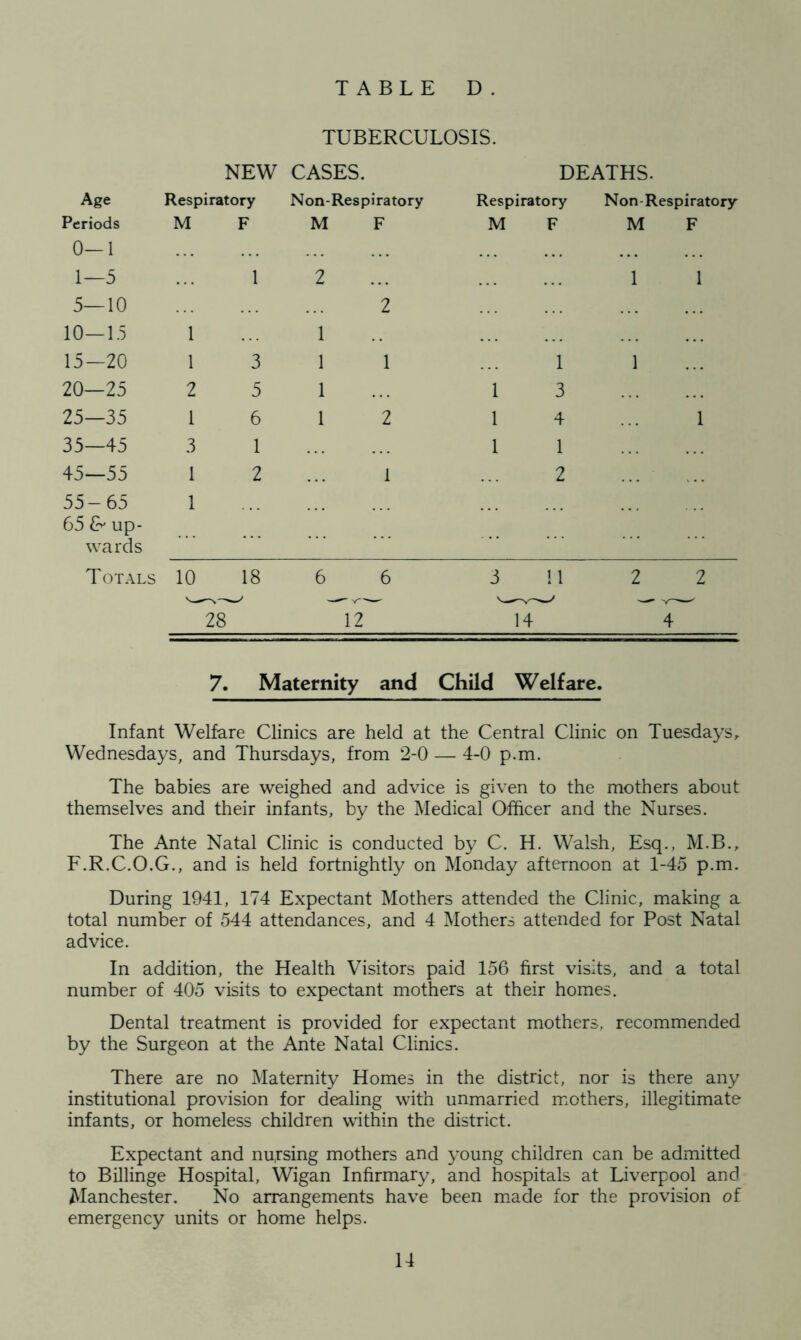 TABLE D.
TUBERCULOSIS.
NEW CASES. DEATHS.
Age Respiratory Non-Respiratory Respiratory Non-Respiratory
Periods M F M F M F M F
0—1 ... ... ... ... ... ... ... ...
1—5 ... 1 2 ... ... ... 1 1
5—10 ... ... ... 2 ... ... ... ...
10—15 1 ... 1 .. ... ... ... ...
15—20 1 3 1 1 ... 1 1 ...
20—25 2 5 1 ... 1 3 ... ...
25—35 1 6 1 2 1 4 ... 1
35—45 3 1 ... ... 1 1 ... ...
45—55 1 2 ... 1 ... 2 ... ...
55-65 1 ... ... ... ... ... ... ...
65 & up-
wards ... ... ... ... ... ... ... ...
TOTALS 10 18 6 6 3 11 2 2
28 12 14 4
7. Maternity and Child Welfare.
Infant Welfare Clinics are held at the Central Clinic on Tuesdays,
Wednesdays, and Thursdays, from 2-0 — 4-0 p.m.
The babies are weighed and advice is given to the mothers about
themselves and their infants, by the Medical Officer and the Nurses.
The Ante Natal Clinic is conducted by C. H. Walsh, Esq., M.B.,
F.R.C.O.G., and is held fortnightly on Monday afternoon at 1-45 p.m.
During 1941, 174 Expectant Mothers attended the Clinic, making a
total number of 544 attendances, and 4 Mothers attended for Post Natal
advice.
In addition, the Health Visitors paid 156 first visits, and a total
number of 405 visits to expectant mothers at their homes.
Dental treatment is provided for expectant mothers, recommended
by the Surgeon at the Ante Natal Clinics.
There are no Maternity Homes in the district, nor is there any
institutional provision for dealing with unmarried mothers, illegitimate
infants, or homeless children within the district.
Expectant and nursing mothers and young children can be admitted
to Billinge Hospital, Wigan Infirmary, and hospitals at Liverpool and
Manchester. No arrangements have been made for the provision of
emergency units or home helps.
14